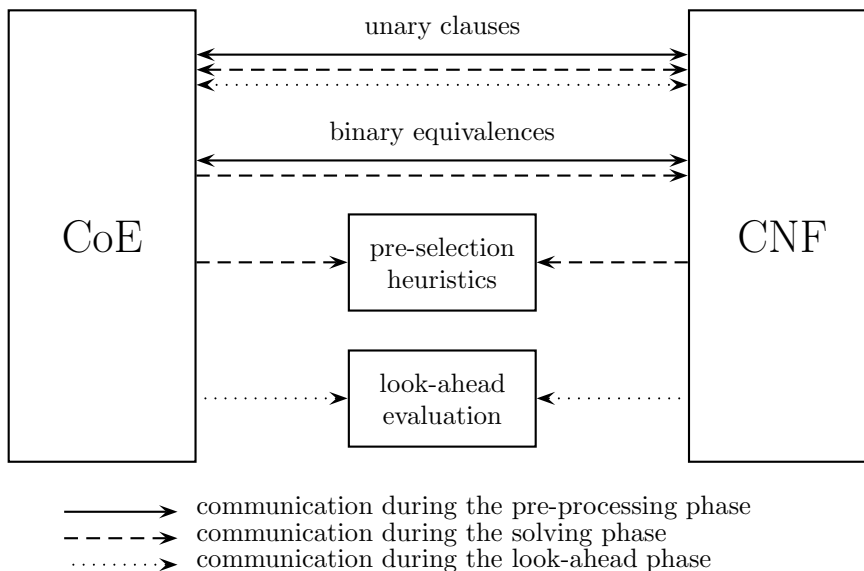 unary clauses
binary equivalences
CoE
CNF
pre-selection
heuristics
look-ahead
evaluation
communication during the pre-processing phase
communication during the solving phase
communication during the look-ahead phase